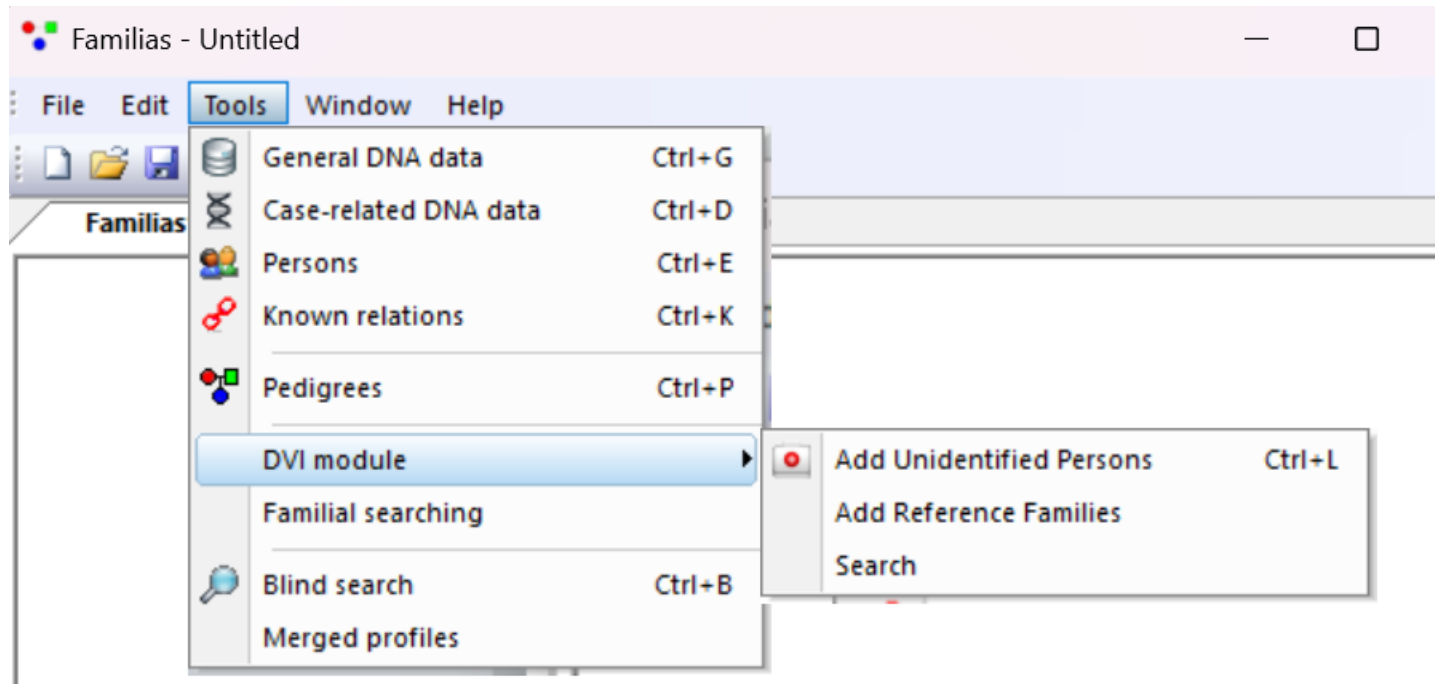 Familias - Untitled
File Edit Tools Window Help
Familias
General DNA data Ctrl+G
Case-related DNA data Ctrl+D
Persons Ctrl+E
Known relations Ctrl+K
Pedigrees Ctrl+P
DVI module
Familial searching
Blind search Ctrl+B
Merged profiles
Add Unidentified Persons Ctrl+L
Add Reference Families
Search